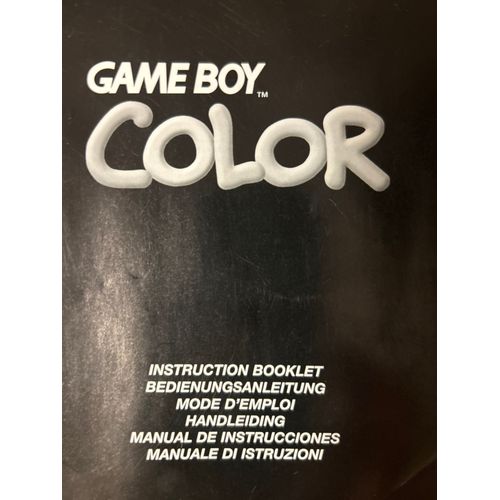 GAME BOY
TM
COLOR
INSTRUCTION BOOKLET
BEDIENUNGSANLEITUNG
MODE D'EMPLOI
HANDLEIDING
MANUAL DE INSTRUCCIONES
MANUALE DI ISTRUZIONI